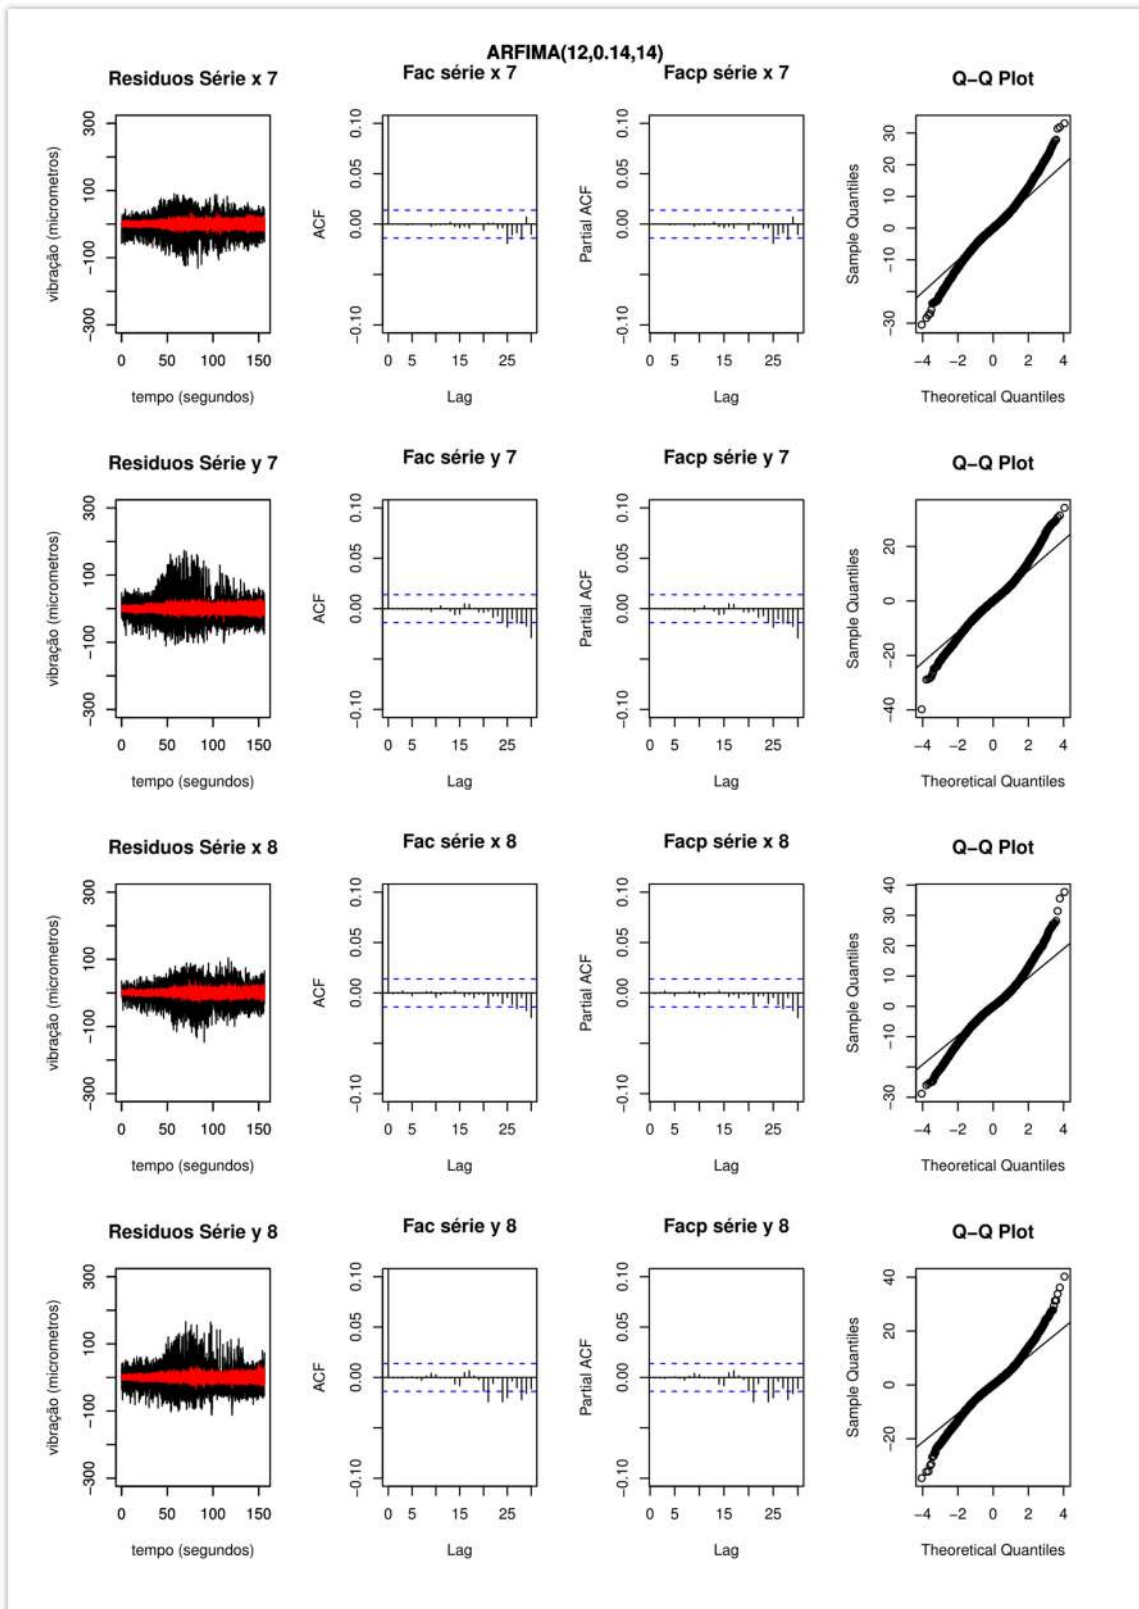 ARFIMA(12,0.14,14)
Residuos Série x 7
Fac série x 7
Facp série x 7
Q−Q Plot
vibração (micrometros)
−300 −100 100 300
0 50 100 150
tempo (segundos)
ACF
−0.10 0.00 0.05 0.10
0 5 15 25
Lag
Partial ACF
−0.10 0.00 0.05 0.10
0 5 15 25
Lag
Sample Quantiles
−30 −10 0 10 20 30
−4 −2 0 2 4
Theoretical Quantiles
Residuos Série y 7
Fac série y 7
Facp série y 7
Q−Q Plot
vibração (micrometros)
−300 −100 100 300
0 50 100 150
tempo (segundos)
ACF
−0.10 0.00 0.05 0.10
0 5 15 25
Lag
Partial ACF
−0.10 0.00 0.05 0.10
0 5 15 25
Lag
Sample Quantiles
−40 −20 0 20
−4 −2 0 2 4
Theoretical Quantiles
Residuos Série x 8
Fac série x 8
Facp série x 8
Q−Q Plot
vibração (micrometros)
−300 −100 100 300
0 50 100 150
tempo (segundos)
ACF
−0.10 0.00 0.05 0.10
0 5 15 25
Lag
Partial ACF
−0.10 0.00 0.05 0.10
0 5 15 25
Lag
Sample Quantiles
−30 −10 0 10 20 30 40
−4 −2 0 2 4
Theoretical Quantiles
Residuos Série y 8
Fac série y 8
Facp série y 8
Q−Q Plot
vibração (micrometros)
−300 −100 100 300
0 50 100 150
tempo (segundos)
ACF
−0.10 0.00 0.05 0.10
0 5 15 25
Lag
Partial ACF
−0.10 0.00 0.05 0.10
0 5 15 25
Lag
Sample Quantiles
−20 0 20 40
−4 −2 0 2 4
Theoretical Quantiles